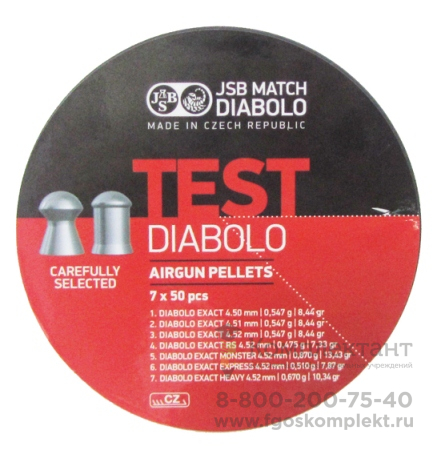 JSB
JSB MATCH
DIABOLO
MADE IN CZECH REPUBLIC
TEST
DIABOLO
CAREFULLY
SELECTED
AIRGUN PELLETS
7 x 50 pcs
1. DIABOLO EXACT 4.50 mm | 0,547 g | 8,44 gr
2. DIABOLO EXACT 4.51 mm | 0,547 g | 8,44 gr
3. DIABOLO EXACT 4.52 mm | 0,547 g | 8,44 gr
4. DIABOLO EXACT RS 4.52 mm | 0,475 g | 7,33 gr
5. DIABOLO EXACT MONSTER 4.52 mm | 0,870 g | 13,43 gr
6. DIABOLO EXACT EXPRESS 4.52 mm | 0,510 g | 7,87 gr
7. DIABOLO EXACT HEAVY 4.52 mm | 0,670 g | 10,34 gr
CZ
8-800-200-75-40
www.fgoskomplekt.ru